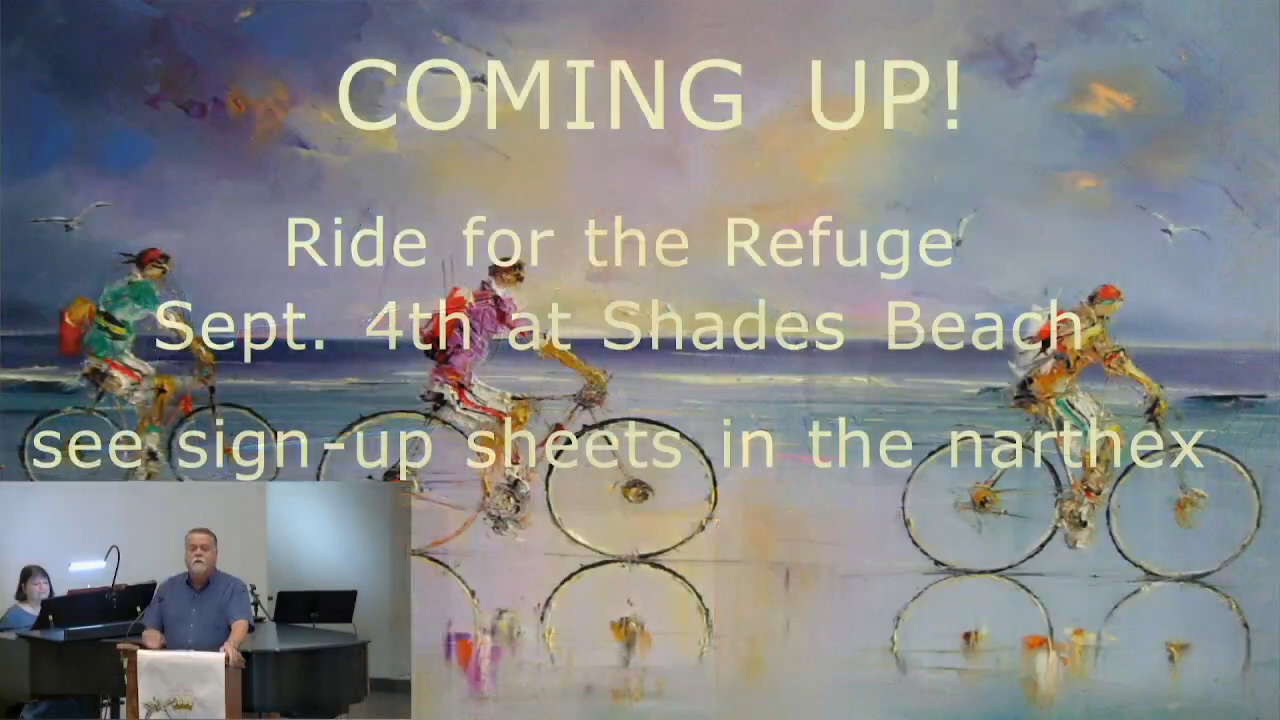 COMING UP!
Ride for the Refuge
Sept. 4th at Shades Beach
see sign-up sheets in the narthex